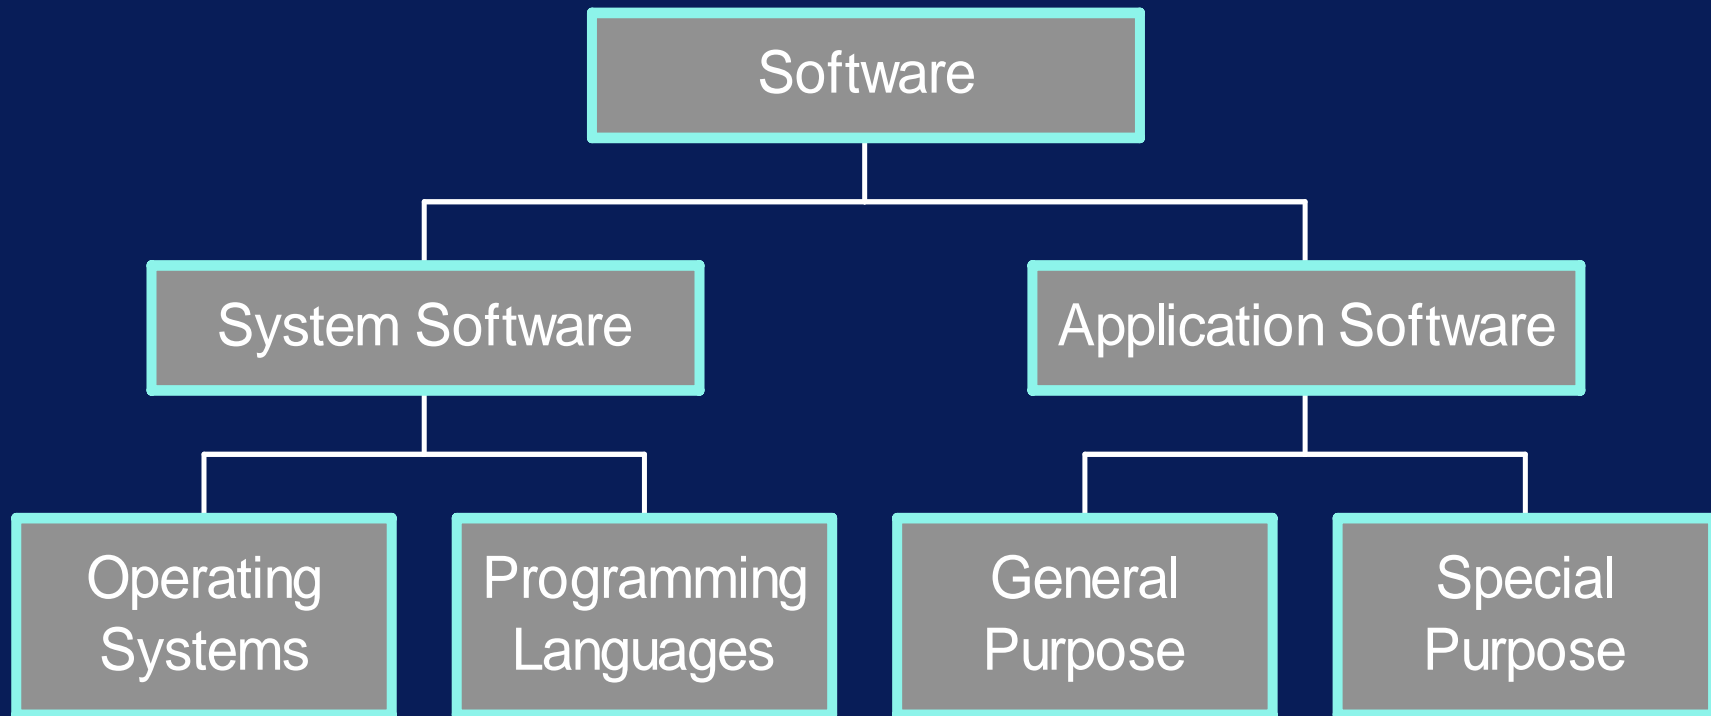 Software
System Software
Application Software
Operating
Systems
Programming
Languages
General
Purpose
Special
Purpose